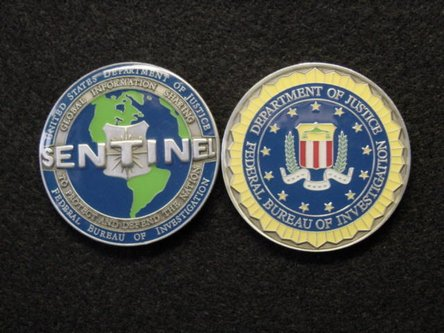 UNITED STATES DEPARTMENT OF JUSTICE
GLOBAL INFORMATION SHARING
SENTINEL
TO PROTECT AND DEFEND THE NATION
FEDERAL BUREAU OF INVESTIGATION
DEPARTMENT OF JUSTICE
FEDERAL BUREAU OF INVESTIGATION